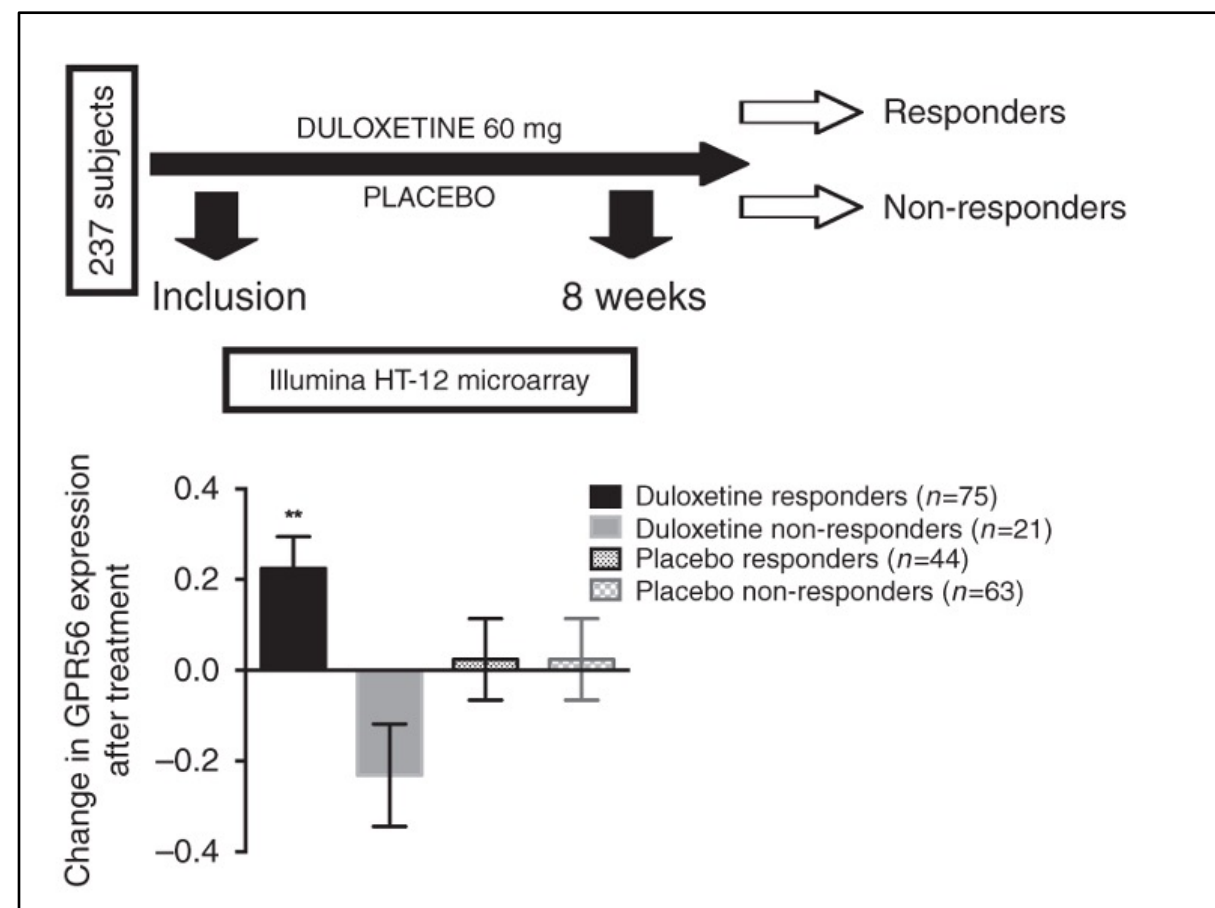 237 subjects
DULOXETINE 60 mg
PLACEBO
Responders
Non-responders
Inclusion
8 weeks
Illumina HT-12 microarray
Change in GPR56 expression
after treatment
0.4
0.2
0.0
–0.2
–0.4
**
Duloxetine responders (n=75)
Duloxetine non-responders (n=21)
Placebo responders (n=44)
Placebo non-responders (n=63)